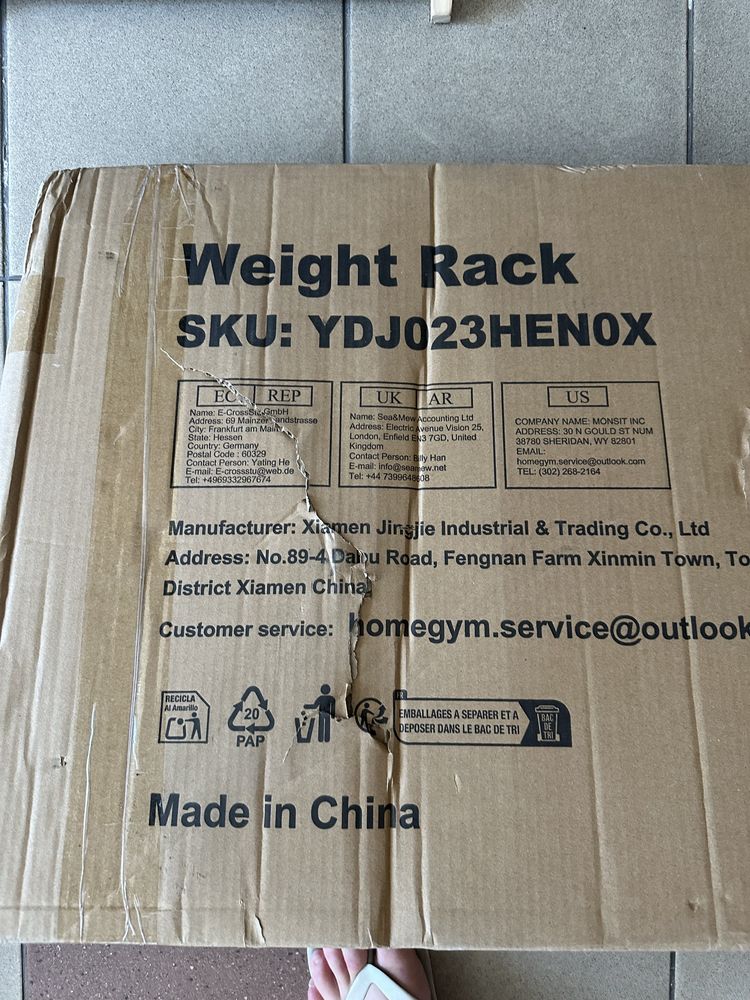 Weight Rack
SKU: YDJ023HEN0X
EC REP
Name: E-CrossStu GmbH
Address: 69 Mainzer Landstrasse
City: Frankfurt am Main
State: Hessen
Country: Germany
Postal Code : 60329
Contact Person: Yating He
E-mail: E-crossstu@web.de
Tel: +4969332967674
UK AR
Name: Sea&Mew Accounting Ltd
Address: Electric Avenue Vision 25,
London, Enfield EN3 7GD, United
Kingdom
Contact Person: Billy Han
E-mail: info@seamew.net
Tel: +44 7399648608
US
COMPANY NAME: MONSIT INC
ADDRESS: 30 N GOULD ST NUM
38780 SHERIDAN, WY 82801
EMAIL:
homegym.service@outlook.com
TEL: (302) 268-2164
Manufacturer: Xiamen Jingjie Industrial & Trading Co., Ltd
Address: No.89-4 Road, Fengnan Farm Xinmin Town, To
District Xiamen China
Customer service: homegym.service@outlook
RECICLA
Al Amarillo
20
PAP
FR
EMBALLAGES A SEPARER ET A
DEPOSER DANS LE BAC DE TRI
BAC
DE
TRI
Made in China